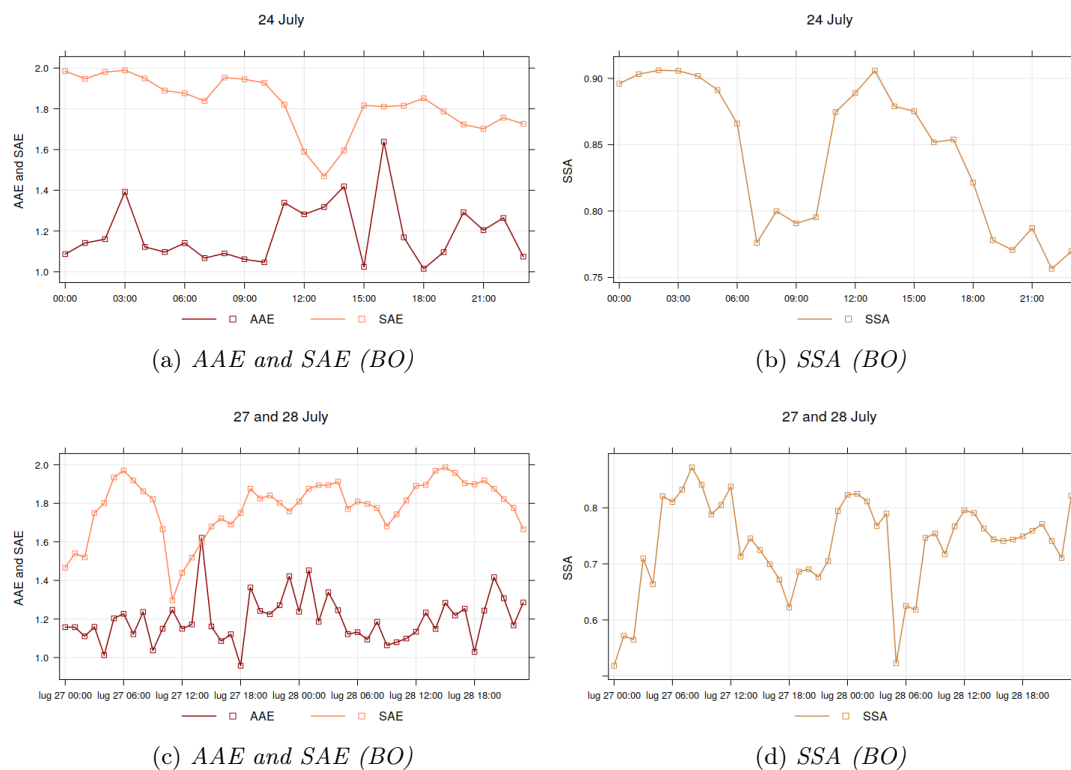 24 July
AAE and SAE
2.0
1.8
1.6
1.4
1.2
1.0
00:00 03:00 06:00 09:00 12:00 15:00 18:00 21:00
AAE SAE
(a) AAE and SAE (BO)
24 July
SSA
0.90
0.85
0.80
0.75
00:00 03:00 06:00 09:00 12:00 15:00 18:00 21:00
SSA
(b) SSA (BO)
27 and 28 July
AAE and SAE
2.0
1.8
1.6
1.4
1.2
1.0
lug 27 00:00 lug 27 06:00 lug 27 12:00 lug 27 18:00 lug 28 00:00 lug 28 06:00 lug 28 12:00 lug 28 18:00
AAE SAE
(c) AAE and SAE (BO)
27 and 28 July
SSA
0.8
0.7
0.6
lug 27 00:00 lug 27 06:00 lug 27 12:00 lug 27 18:00 lug 28 00:00 lug 28 06:00 lug 28 12:00 lug 28 18:00
SSA
(d) SSA (BO)